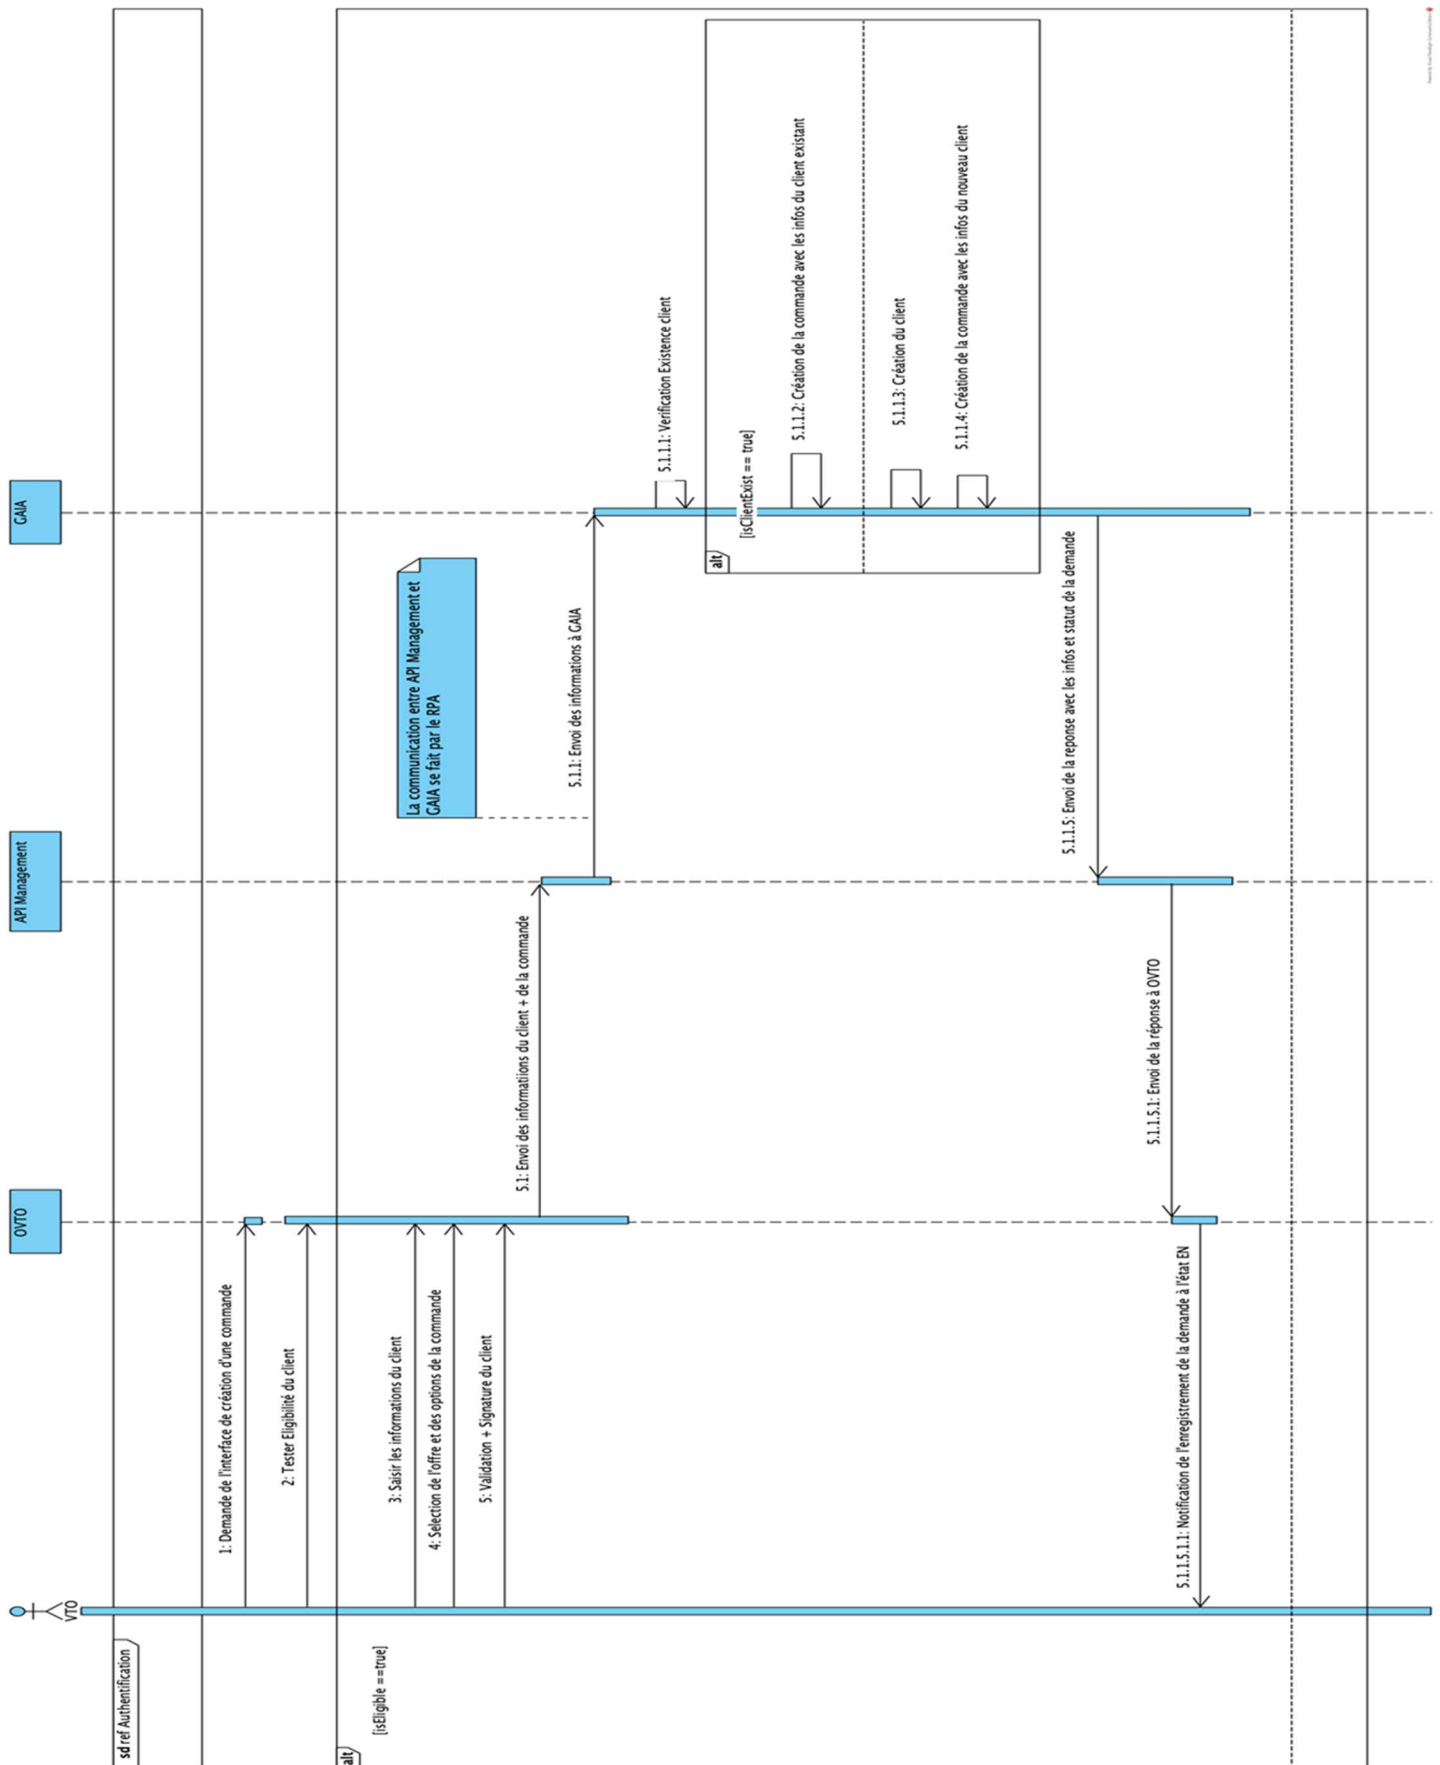 VTO
OVTO
API Management
GAIA
sd ref Authentification
1: Demande de l'interface de création d'une commande
2: Tester Eligibilité du client
alt
[isEligible ==true]
3: Saisir les informations du client
4: Selection de l'offre et des options de la commande
5: Validation + Signature du client
5.1: Envoi des informatiions du client + de la commande
La communication entre API Management et
GAIA se fait par le RPA
5.1.1: Envoi des informations à GAIA
5.1.1.1: Verification Existence client
alt
[isClientExist == true]
5.1.1.2: Création de la commande avec les infos du client existant
5.1.1.3: Création du client
5.1.1.4: Création de la commande avec les infos du nouveau client
5.1.1.5: Envoi de la reponse avec les infos et statut de la demande
5.1.1.5.1: Envoi de la réponse à OVTO
5.1.1.5.1.1: Notification de l'enregistrement de la demande à l'état EN